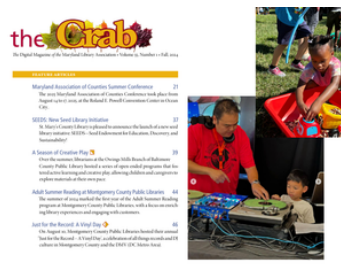 the Crab
The Digital Magazine of the Maryland Library Association • Volume 55, Number 1 • Fall 2024
FEATURE ARTICLES
Maryland Association of Counties Summer Conference 21
The 2024 Maryland Association of Counties Conference took place from
August 14 to 17, 2024, at the Roland E. Powell Convention Center in Ocean
City.
SEEDS: New Seed Library Initiative 37
St. Mary's County Library is pleased to announce the launch of a new seed
library initiative: SEEDS – Seed Endowment for Education, Discovery, and
Sustainability!
A Season of Creative Play 39
Over the summer, librarians at the Owings Mills Branch of Baltimore
County Public Library hosted a series of open-ended programs that fos-
tered active learning and creative play, allowing children and caregivers to
explore materials at their own pace.
Adult Summer Reading at Montgomery County Public Libraries 44
The summer of 2024 marked the first year of the Adult Summer Reading
program at Montgomery County Public Libraries, with a focus on enrich-
ing library experiences and engaging with customers.
Just for the Record: A Vinyl Day 46
On August 10, Montgomery County Public Libraries hosted their annual
'Just for the Record – A Vinyl Day', a celebration of all things records and DJ
culture in Montgomery County and the DMV (DC Metro Area).